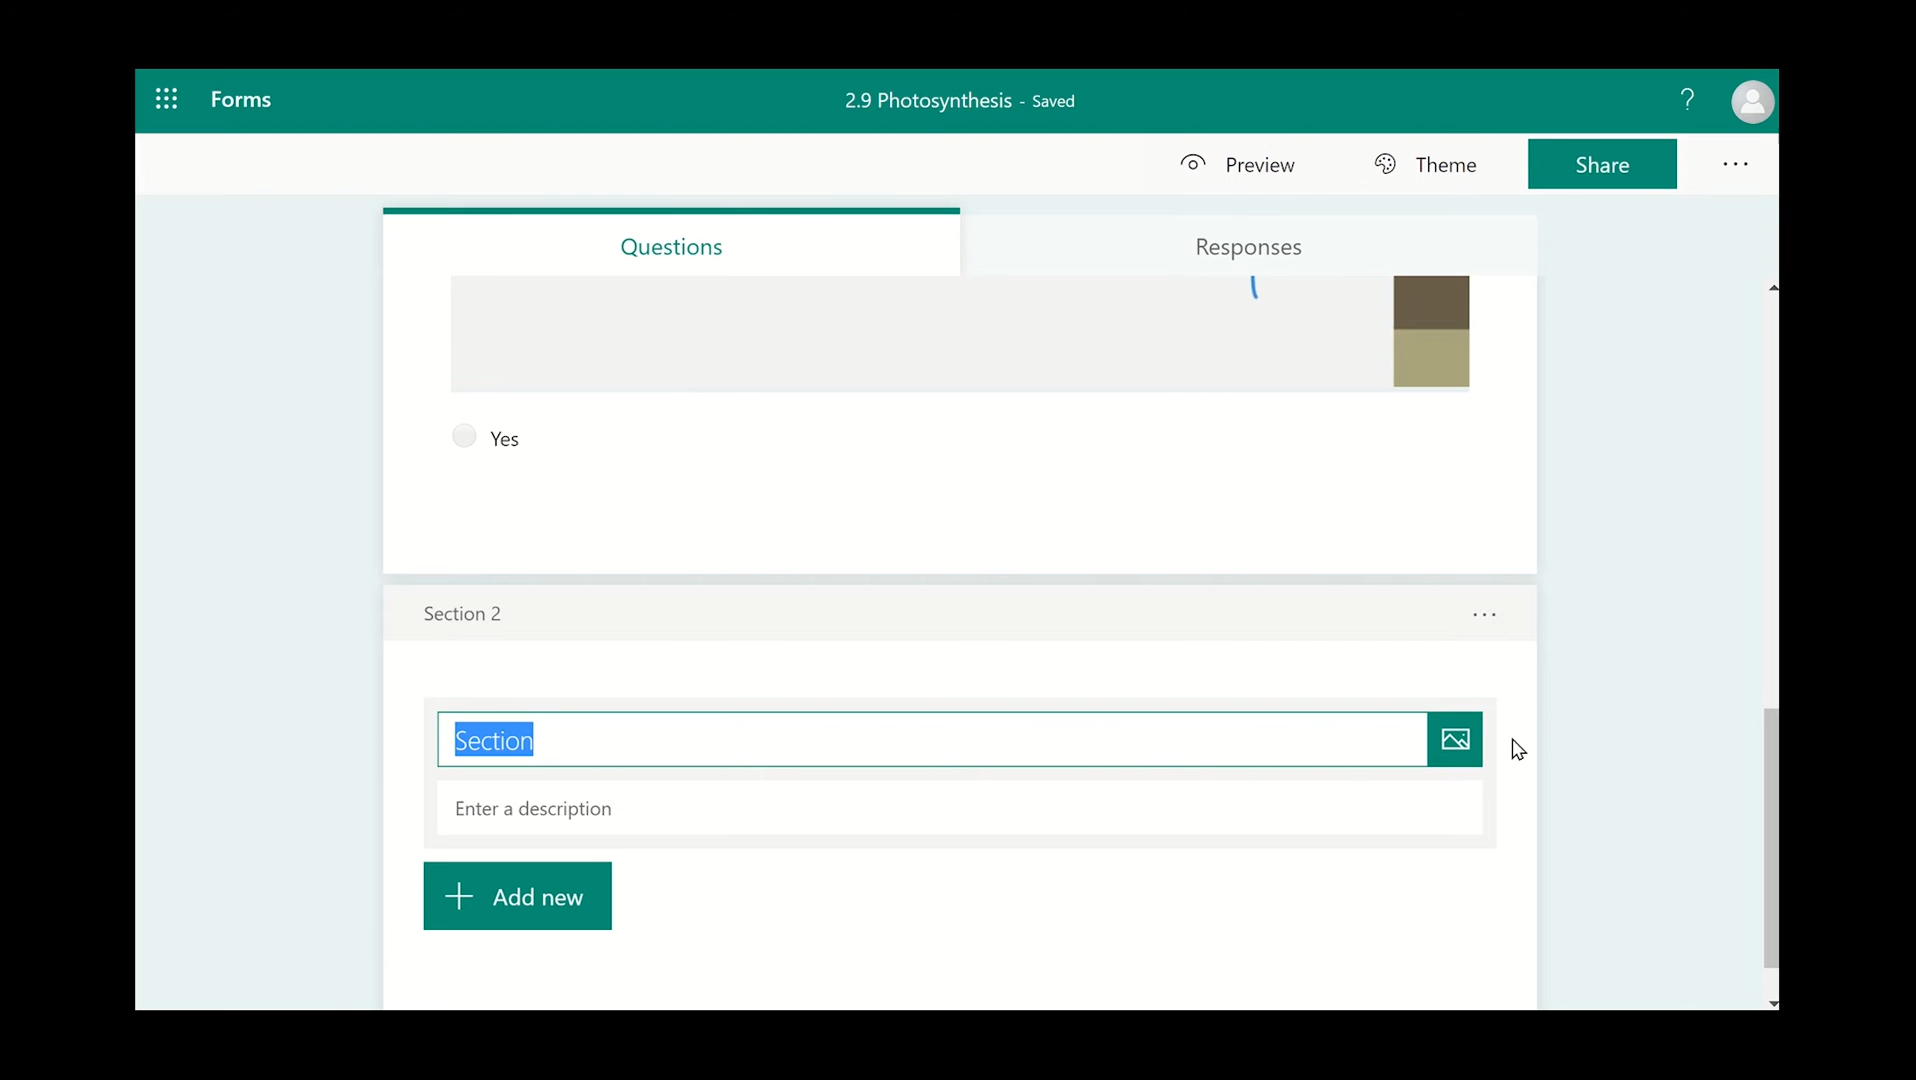 Forms
2.9 Photosynthesis - Saved
?
Preview
Theme
Share
Questions
Responses
Yes
Section 2
Section
Enter a description
Add new